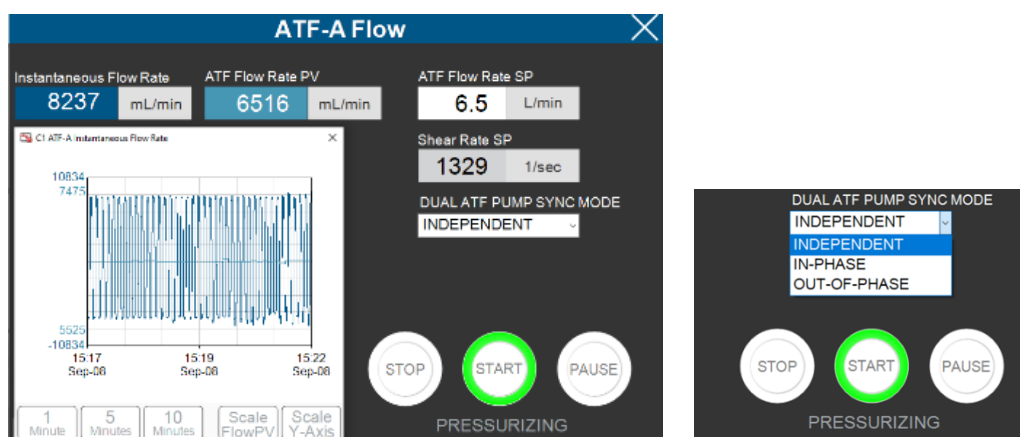 ATF-A Flow
Instantaneous Flow Rate
8237 mL/min
ATF Flow Rate PV
6516 mL/min
ATF Flow Rate SP
6.5 L/min
Shear Rate SP
1329 1/sec
DUAL ATF PUMP SYNC MODE
INDEPENDENT
C1 ATF-A Instantaneous Flow Rate
10834
7475
5525
-10834
15:17 15:19 15:22
Sep-08 Sep-08 Sep-08
1 Minute
5 Minutes
10 Minutes
Scale FlowPV
Scale Y-Axis
STOP START PAUSE
PRESSURIZING
DUAL ATF PUMP SYNC MODE
INDEPENDENT
INDEPENDENT
IN-PHASE
OUT-OF-PHASE
STOP START PAUSE
PRESSURIZING